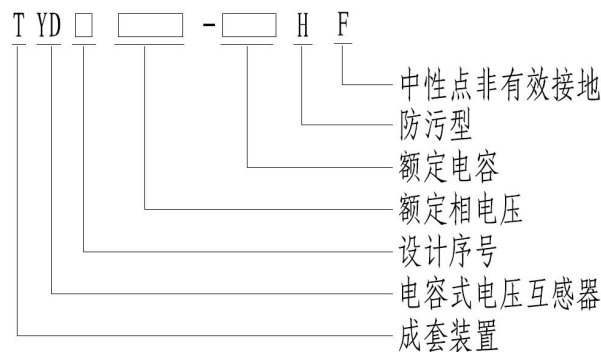 T YD□ □-□ H F
中性点非有效接地
防污型
额定电容
额定相电压
设计序号
电容式电压互感器
成套装置